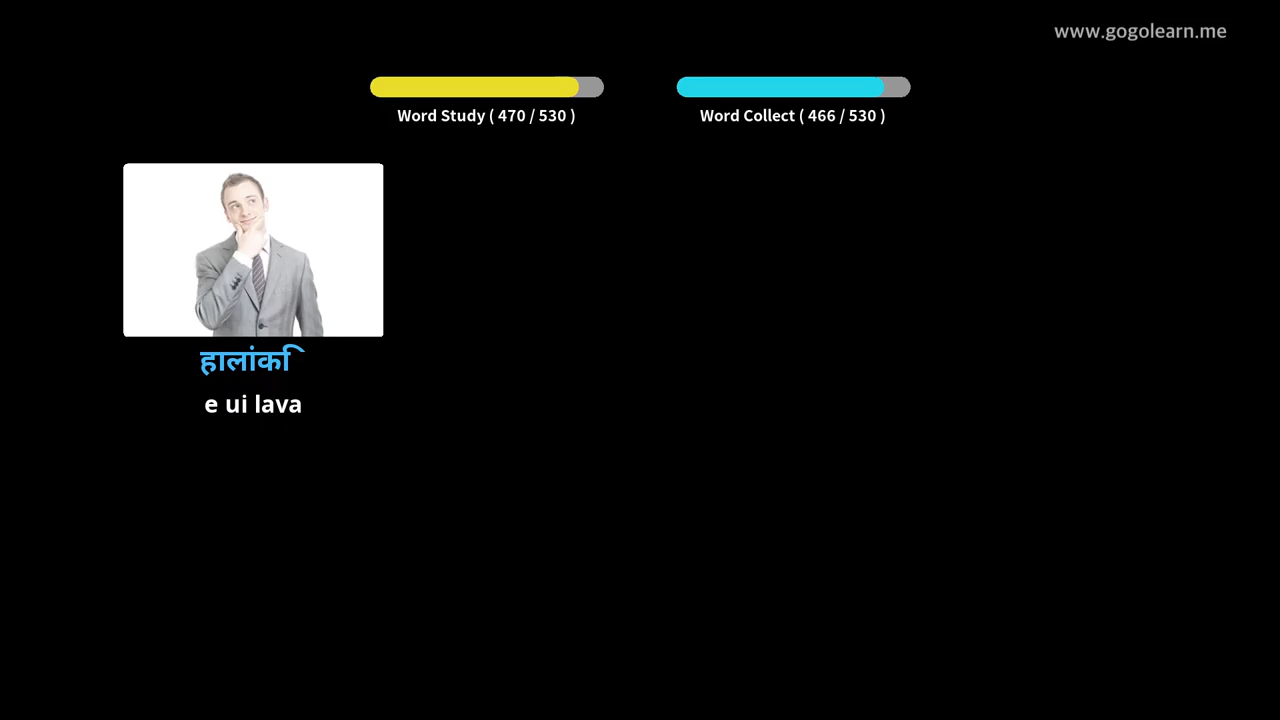 www.gogolearn.me
Word Study ( 470 / 530 )
Word Collect ( 466 / 530 )
हालांकि
e ui lava